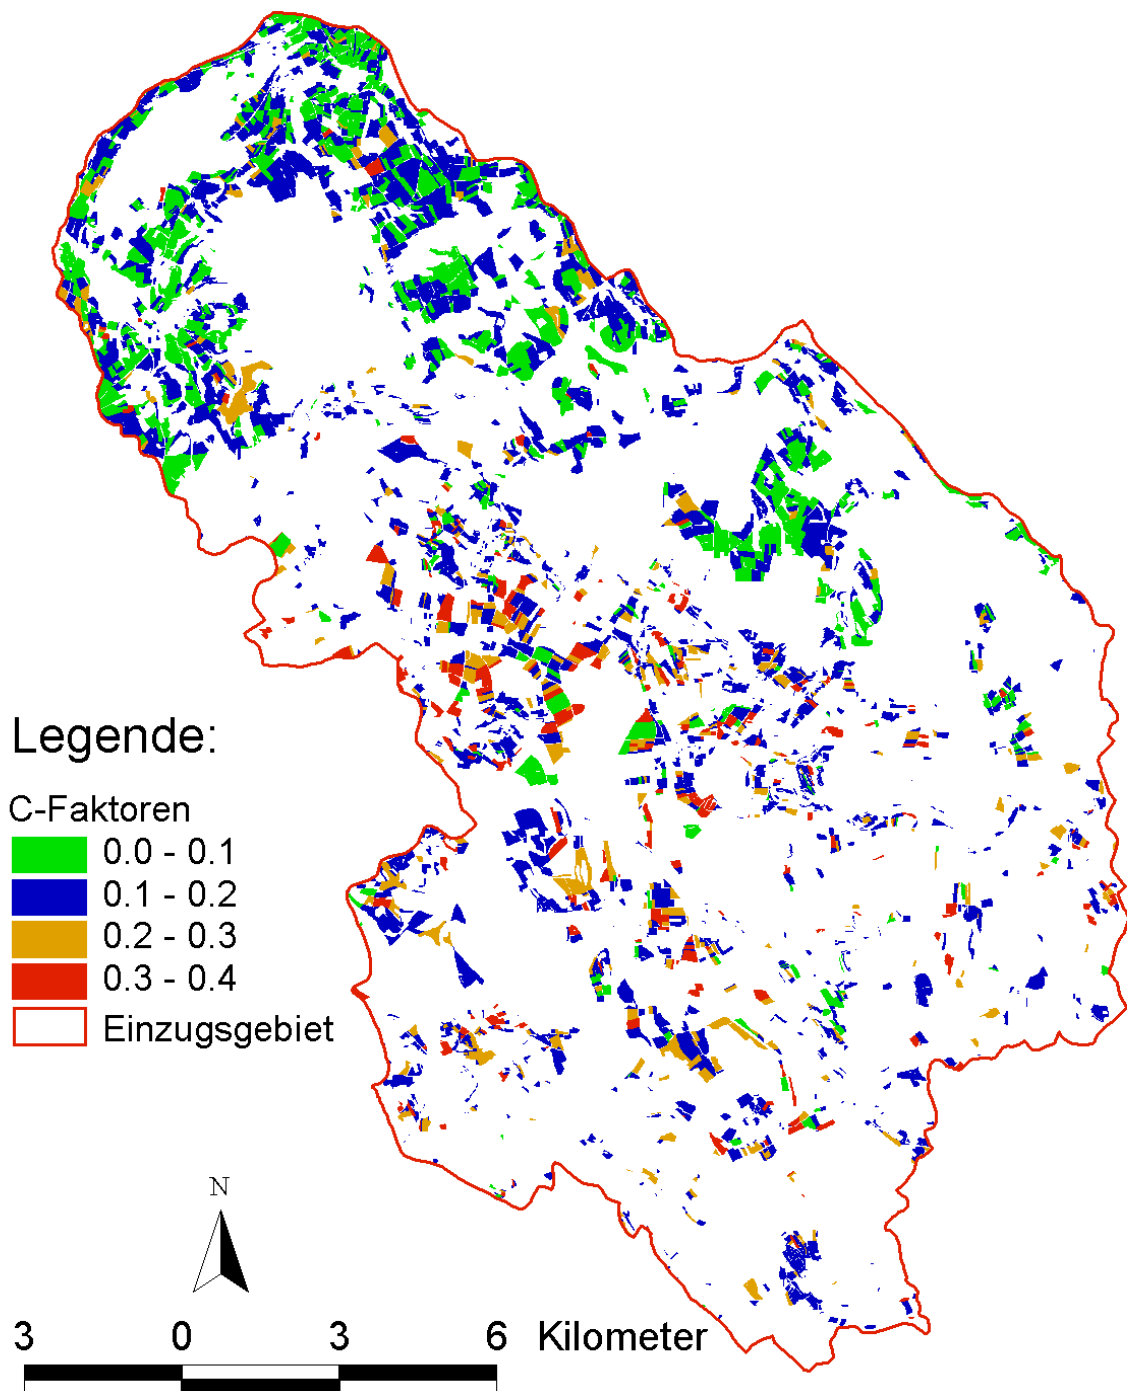 Legende:
C-Faktoren
0.0 - 0.1
0.1 - 0.2
0.2 - 0.3
0.3 - 0.4
Einzugsgebiet
N
3 0 3 6 Kilometer